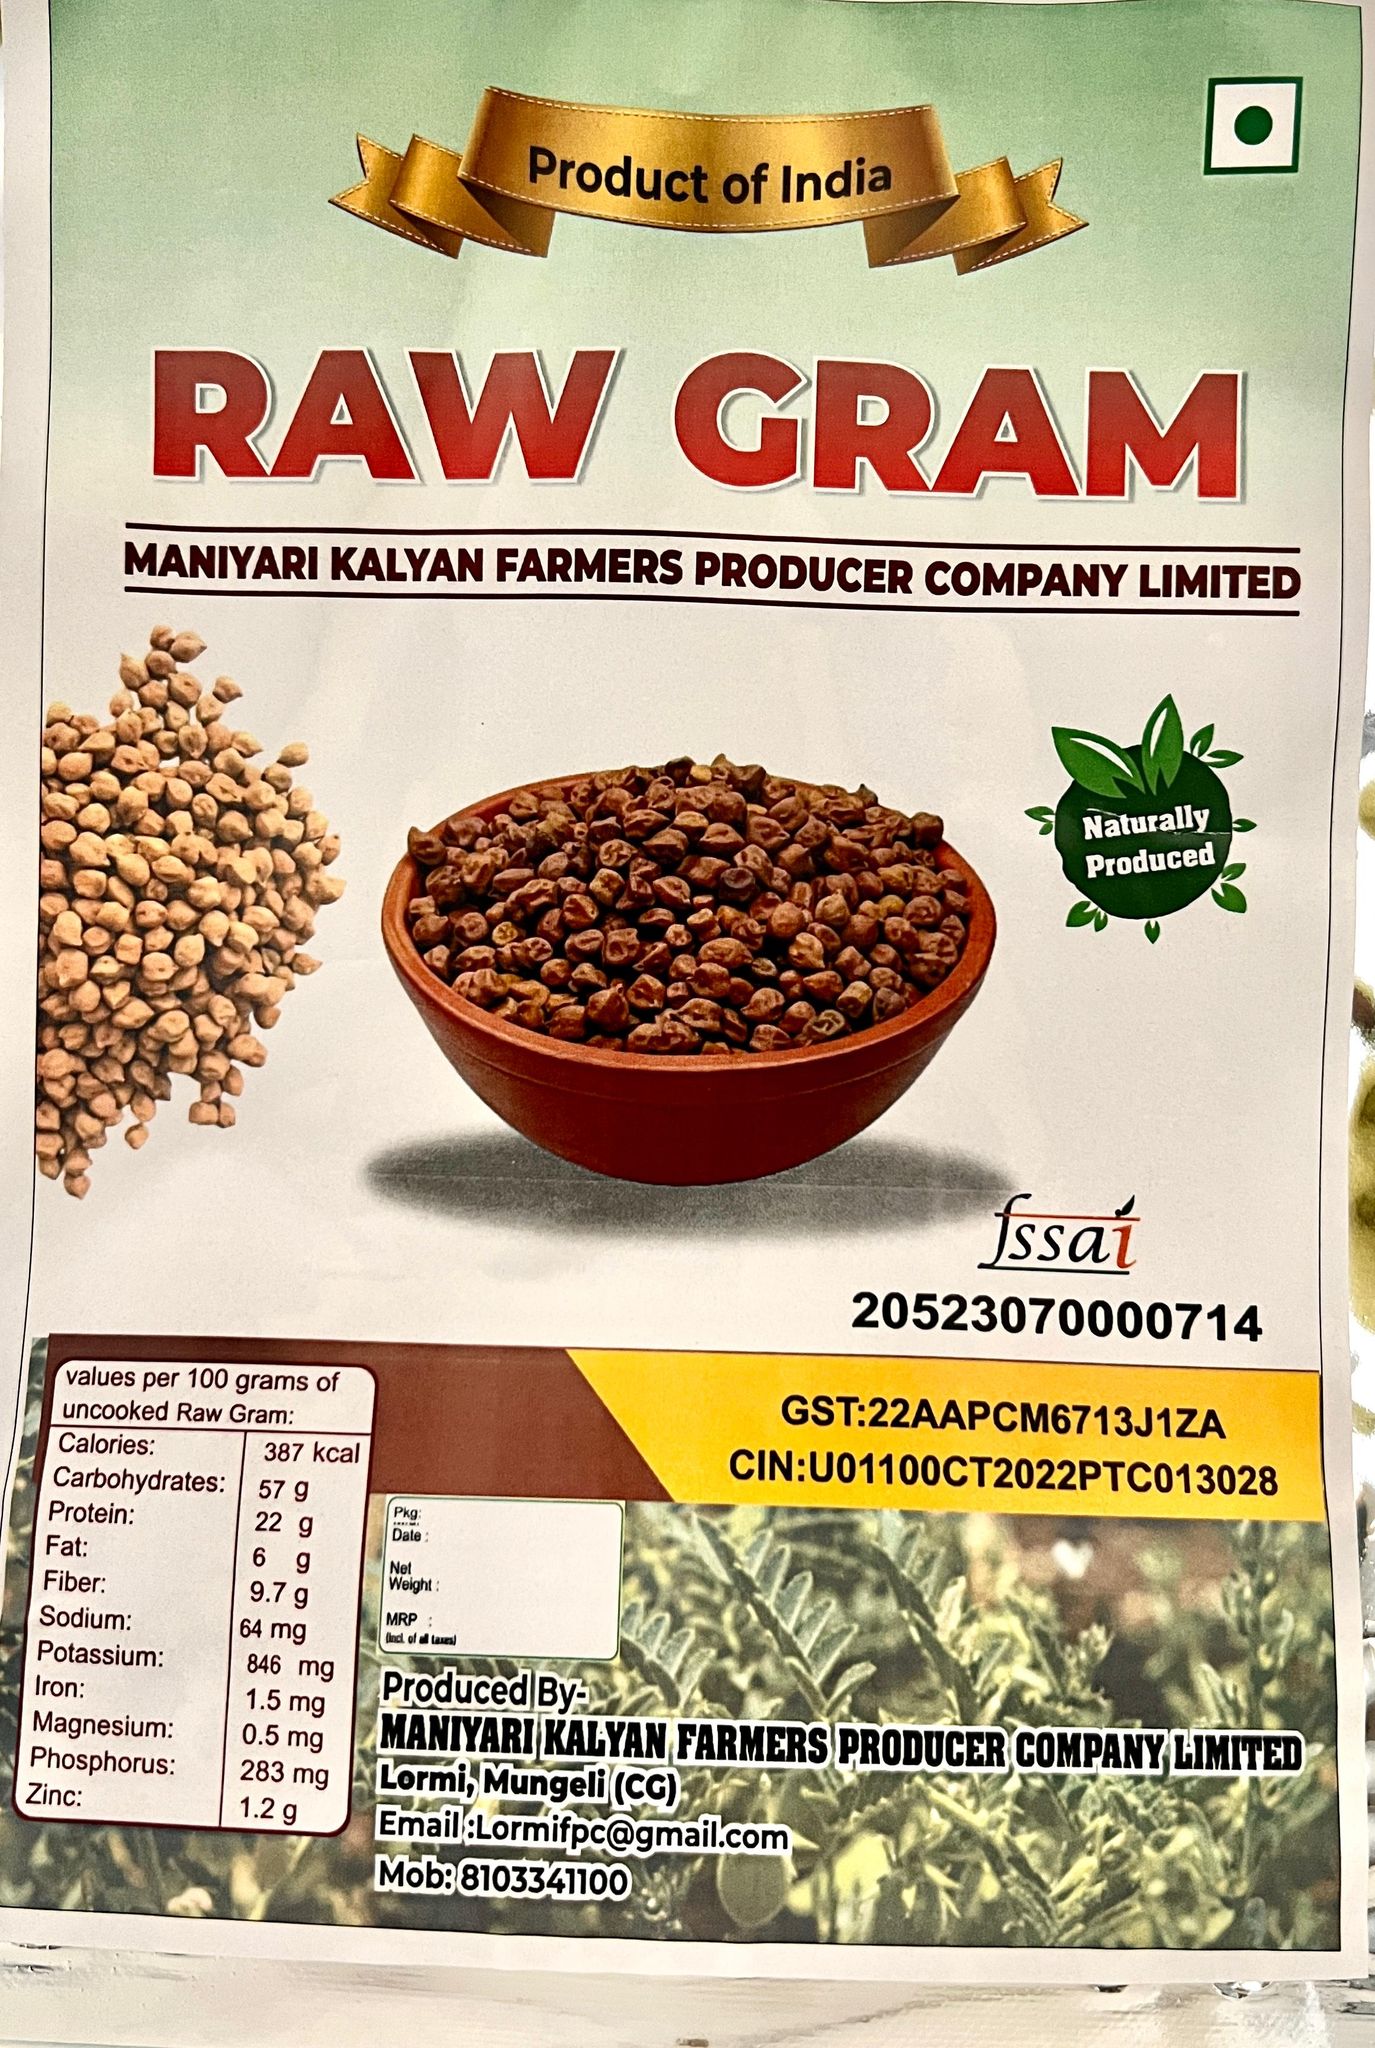 Product of India
RAW GRAM
MANIYARI KALYAN FARMERS PRODUCER COMPANY LIMITED
Naturally
Produced
fssai
20523070000714
GST:22AAPCM6713J1ZA
CIN:U01100CT2022PTC013028
values per 100 grams of
uncooked Raw Gram:
Calories: 387 kcal
Carbohydrates: 57 g
Protein: 22 g
Fat: 6 g
Fiber: 9.7 g
Sodium: 64 mg
Potassium: 846 mg
Iron: 1.5 mg
Magnesium: 0.5 mg
Phosphorus: 283 mg
Zinc: 1.2 g
Pkg:
Date :
Net
Weight :
MRP :
(Incl. of all taxes)
Produced By-
MANIYARI KALYAN FARMERS PRODUCER COMPANY LIMITED
Lormi, Mungeli (CG)
Email :Lormifpc@gmail.com
Mob: 8103341100